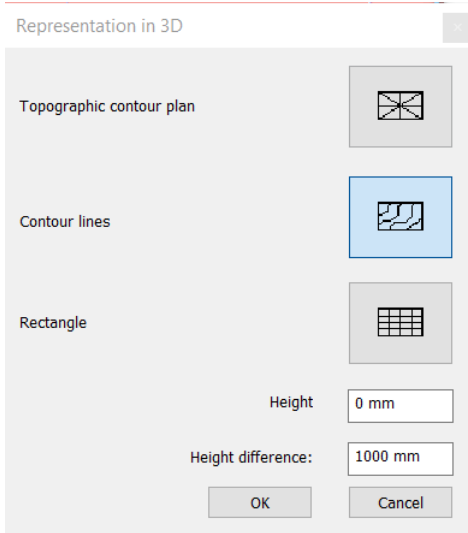 Representation in 3D
Topographic contour plan
Contour lines
Rectangle
Height 0 mm
Height difference: 1000 mm
OK Cancel